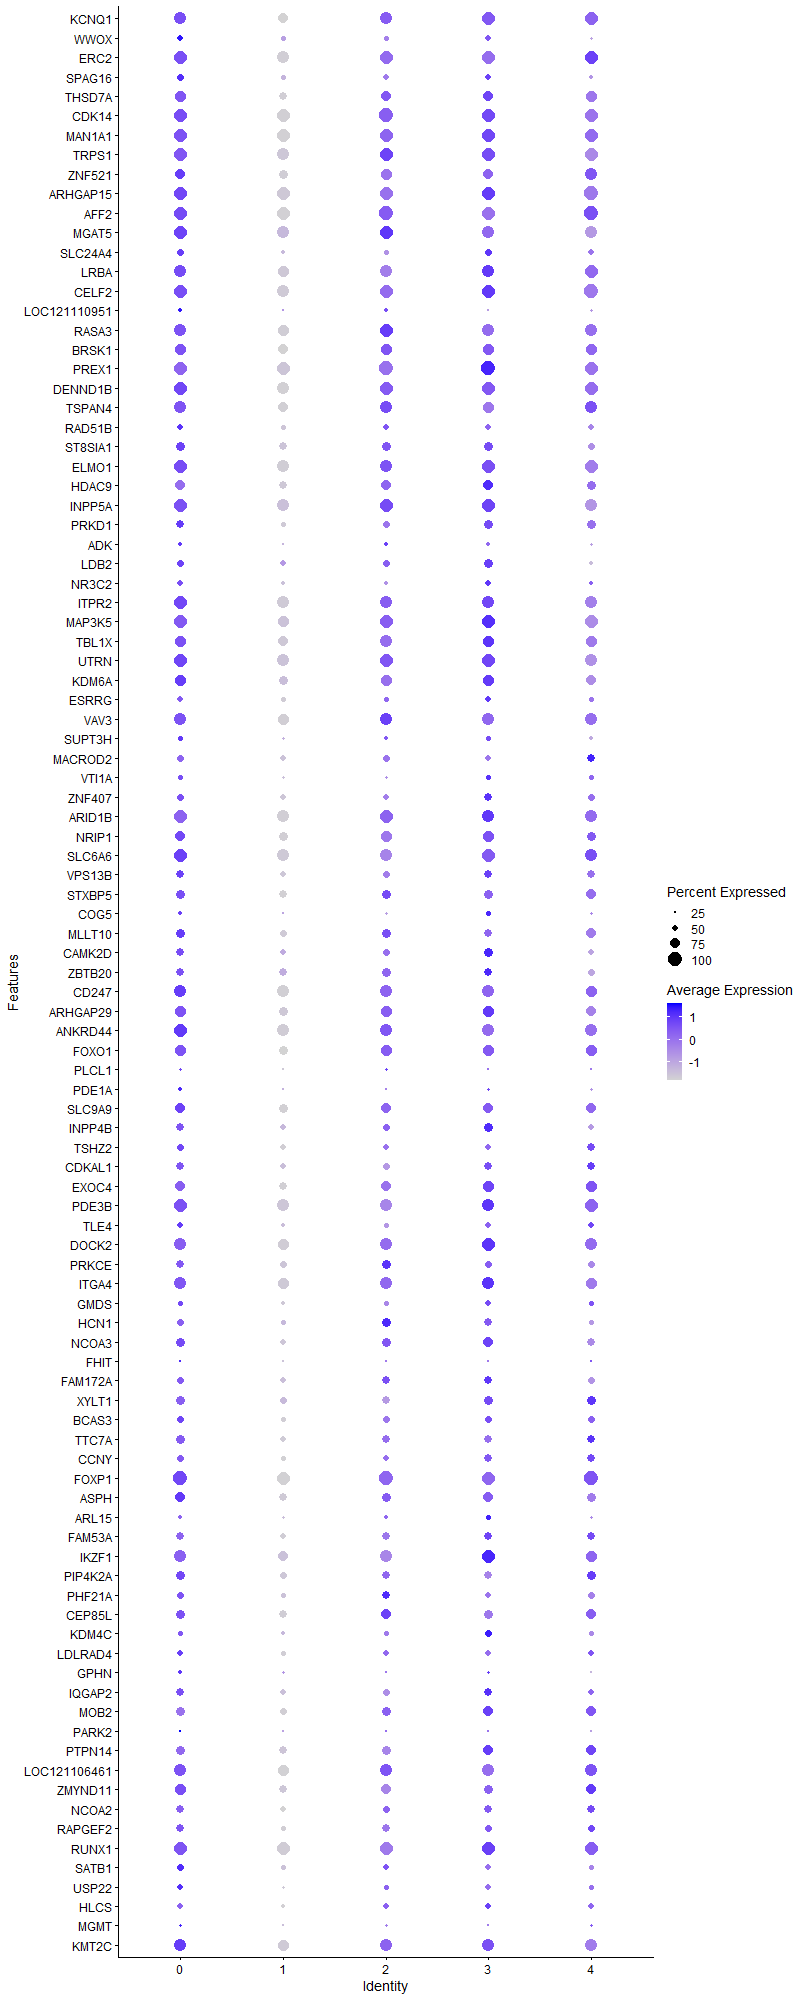 KCNQ1
WWOX
ERC2
SPAG16
THSD7A
CDK14
MAN1A1
TRPS1
ZNF521
ARHGAP15
AFF2
MGAT5
SLC24A4
LRBA
CELF2
LOC121110951
RASA3
BRSK1
PREX1
DENND1B
TSPAN4
RAD51B
ST8SIA1
ELMO1
HDAC9
INPP5A
PRKD1
ADK
LDB2
NR3C2
ITPR2
MAP3K5
TBL1X
UTRN
KDM6A
ESRRG
VAV3
SUPT3H
MACROD2
VTI1A
ZNF407
ARID1B
NRIP1
SLC6A6
VPS13B
STXBP5
COG5
MLLT10
CAMK2D
ZBTB20
CD247
ARHGAP29
ANKRD44
FOXO1
PLCL1
PDE1A
SLC9A9
INPP4B
TSHZ2
CDKAL1
EXOC4
PDE3B
TLE4
DOCK2
PRKCE
ITGA4
GMDS
HCN1
NCOA3
FHIT
FAM172A
XYLT1
BCAS3
TTC7A
CCNY
FOXP1
ASPH
ARL15
FAM53A
IKZF1
PIP4K2A
PHF21A
CEP85L
KDM4C
LDLRAD4
GPHN
IQGAP2
MOB2
PARK2
PTPN14
LOC121106461
ZMYND11
NCOA2
RAPGEF2
RUNX1
SATB1
USP22
HLCS
MGMT
KMT2C
Features
0 1 2 3 4
Identity
Percent Expressed
25
50
75
100
Average Expression
1
0
-1